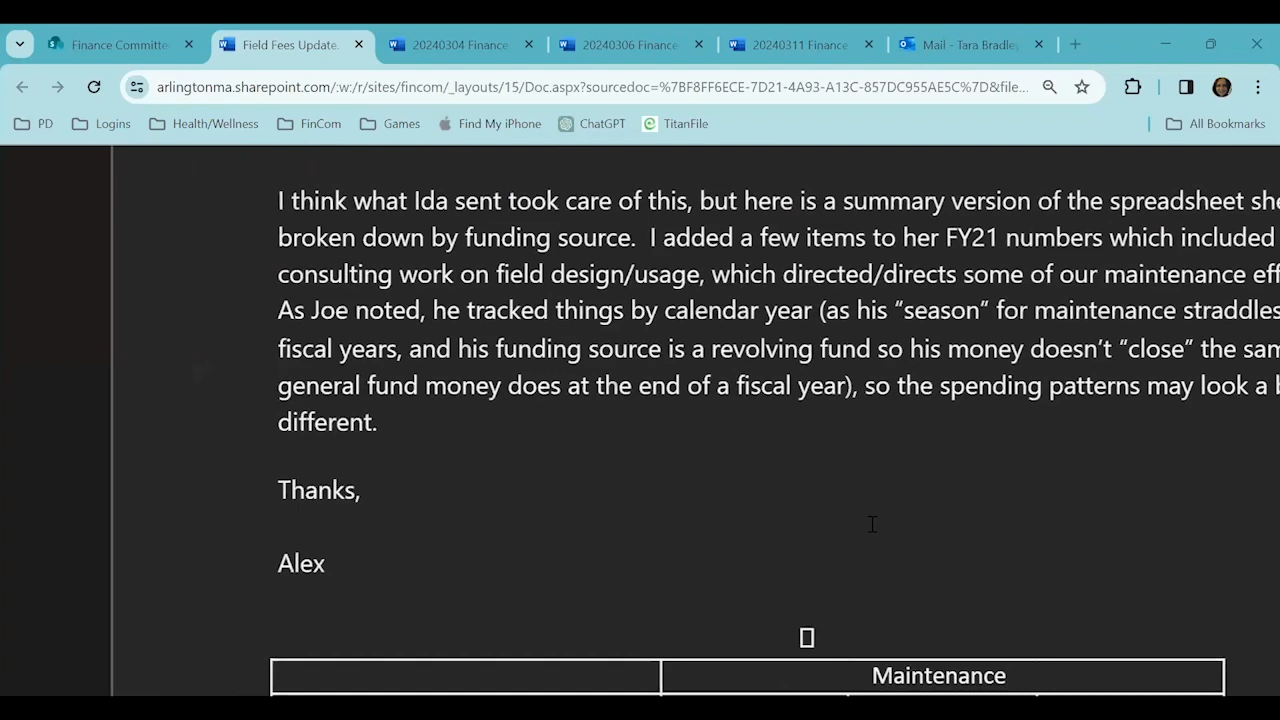 Finance Committe
Field Fees Update.
20240304 Finance
20240306 Finance
20240311 Finance
Mail - Tara Bradley
arlingtonma.sharepoint.com/:w:/r/sites/fincom/_layouts/15/Doc.aspx?sourcedoc=%7BF8FF6ECE-7D21-4A93-A13C-857DC955AE5C%7D&file...
PD
Logins
Health/Wellness
FinCom
Games
Find My iPhone
ChatGPT
TitanFile
All Bookmarks
I think what Ida sent took care of this, but here is a summary version of the spreadsheet she
broken down by funding source. I added a few items to her FY21 numbers which included
consulting work on field design/usage, which directed/directs some of our maintenance eff
As Joe noted, he tracked things by calendar year (as his “season” for maintenance straddles
fiscal years, and his funding source is a revolving fund so his money doesn’t “close” the sam
general fund money does at the end of a fiscal year), so the spending patterns may look a b
different.
Thanks,
Alex
Maintenance